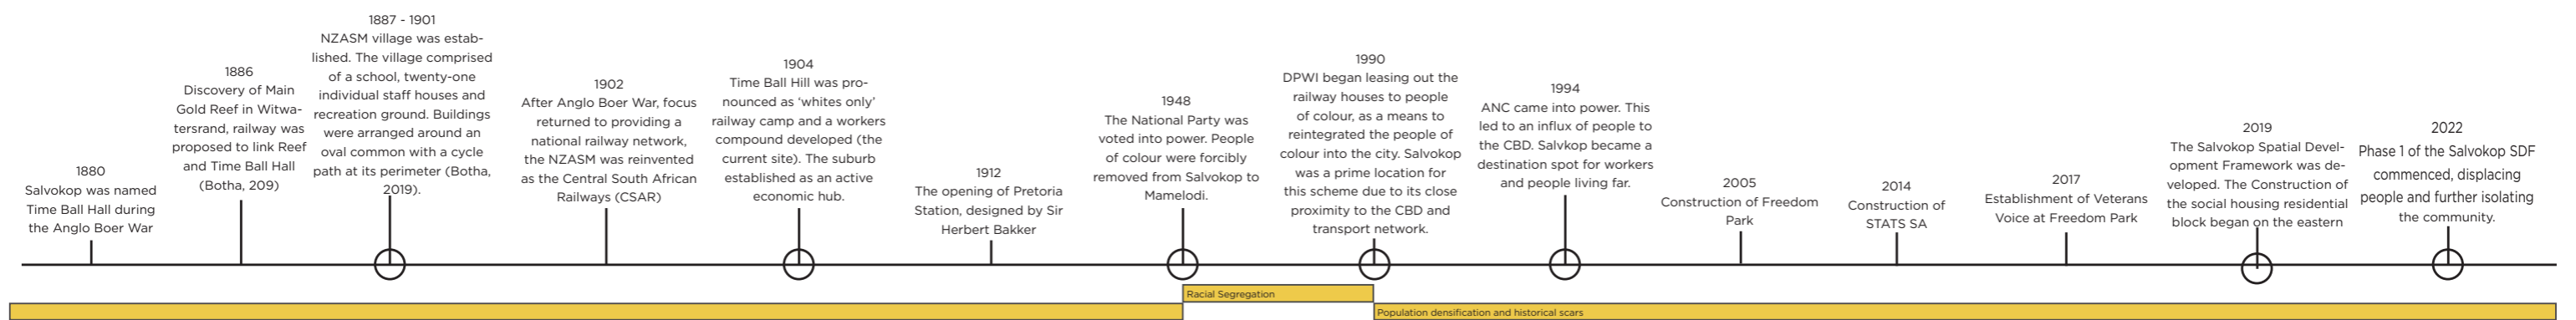 1880
Salvokop was named
Time Ball Hall during
the Anglo Boer War
1886
Discovery of Main
Gold Reef in Witwa-
tersrand, railway was
proposed to link Reef
and Time Ball Hall
(Botha, 209)
1887 - 1901
NZASM village was estab-
lished. The village comprised
of a school, twenty-one
individual staff houses and
recreation ground. Buildings
were arranged around an
oval common with a cycle
path at its perimeter (Botha,
2019).
1902
After Anglo Boer War, focus
returned to providing a
national railway network,
the NZASM was reinvented
as the Central South African
Railways (CSAR)
1904
Time Ball Hill was pro-
nounced as ‘whites only’
railway camp and a workers
compound developed (the
current site). The suburb
established as an active
economic hub.
1912
The opening of Pretoria
Station, designed by Sir
Herbert Bakker
1948
The National Party was
voted into power. People
of colour were forcibly
removed from Salvokop to
Mamelodi.
1990
DPWI began leasing out the
railway houses to people
of colour, as a means to
reintegrated the people of
colour into the city. Salvokop
was a prime location for
this scheme due to its close
proximity to the CBD and
transport network.
1994
ANC came into power. This
led to an influx of people to
the CBD. Salvkop became a
destination spot for workers
and people living far.
2005
Construction of Freedom
Park
2014
Construction of
STATS SA
2017
Establishment of Veterans
Voice at Freedom Park
2019
The Salvokop Spatial Devel-
opment Framework was de-
veloped. The Construction of
the social housing residential
block began on the eastern
2022
Phase 1 of the Salvokop SDF
commenced, displacing
people and further isolating
the community.
Racial Segregation
Population densification and historical scars